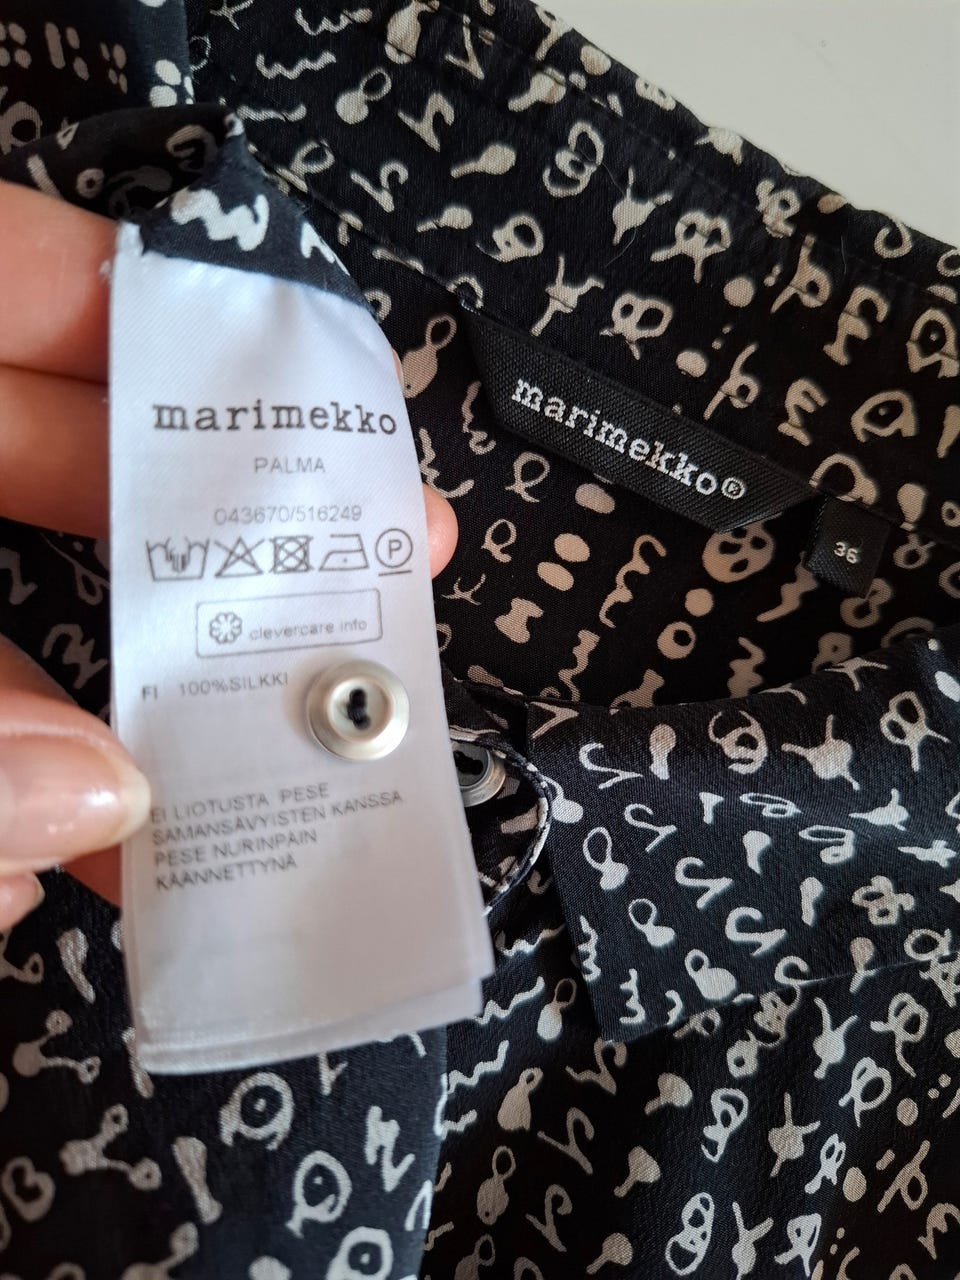 marimekko
PALMA
043670/516249
P
clevercare.info
FI 100%SILKKI
EI LIOTUSTA PESE
SAMANSÄVYISTEN KANSSA
PESE NURINPÄIN
KÄÄNNETTYNÄ
marimekko®
36